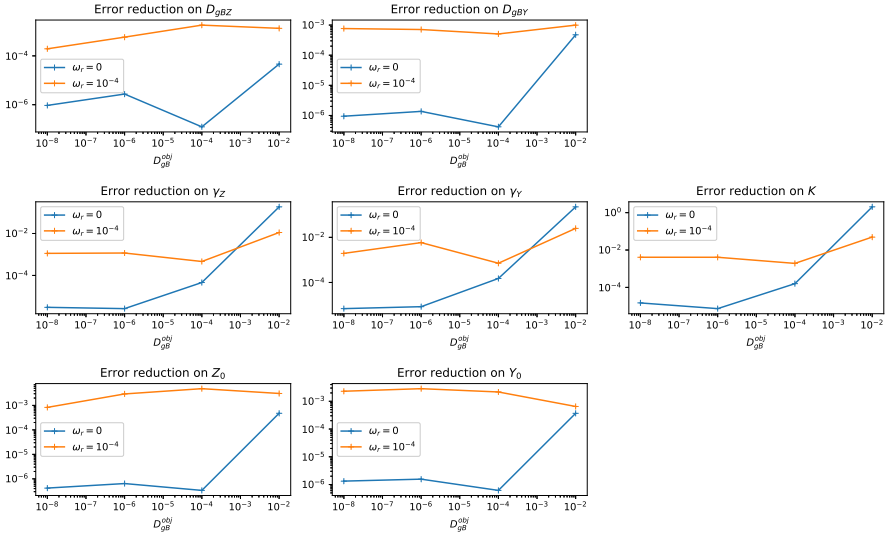 Error reduction on D_gBZ
Error reduction on D_gBY
10⁻⁴
10⁻⁶
ω_r = 0
ω_r = 10⁻⁴
10⁻⁸ 10⁻⁷ 10⁻⁶ 10⁻⁵ 10⁻⁴ 10⁻³ 10⁻²
D_gB^obj
10⁻³
10⁻⁴
10⁻⁵
10⁻⁶
ω_r = 0
ω_r = 10⁻⁴
10⁻⁸ 10⁻⁷ 10⁻⁶ 10⁻⁵ 10⁻⁴ 10⁻³ 10⁻²
D_gB^obj
Error reduction on γ_Z
Error reduction on γ_Y
Error reduction on K
10⁻²
10⁻⁴
ω_r = 0
ω_r = 10⁻⁴
10⁻⁸ 10⁻⁷ 10⁻⁶ 10⁻⁵ 10⁻⁴ 10⁻³ 10⁻²
D_gB^obj
10⁻²
10⁻⁴
ω_r = 0
ω_r = 10⁻⁴
10⁻⁸ 10⁻⁷ 10⁻⁶ 10⁻⁵ 10⁻⁴ 10⁻³ 10⁻²
D_gB^obj
10⁰
10⁻²
10⁻⁴
ω_r = 0
ω_r = 10⁻⁴
10⁻⁸ 10⁻⁷ 10⁻⁶ 10⁻⁵ 10⁻⁴ 10⁻³ 10⁻²
D_gB^obj
Error reduction on Z₀
Error reduction on Y₀
10⁻³
10⁻⁴
10⁻⁵
10⁻⁶
ω_r = 0
ω_r = 10⁻⁴
10⁻⁸ 10⁻⁷ 10⁻⁶ 10⁻⁵ 10⁻⁴ 10⁻³ 10⁻²
D_gB^obj
10⁻³
10⁻⁴
10⁻⁵
10⁻⁶
ω_r = 0
ω_r = 10⁻⁴
10⁻⁸ 10⁻⁷ 10⁻⁶ 10⁻⁵ 10⁻⁴ 10⁻³ 10⁻²
D_gB^obj